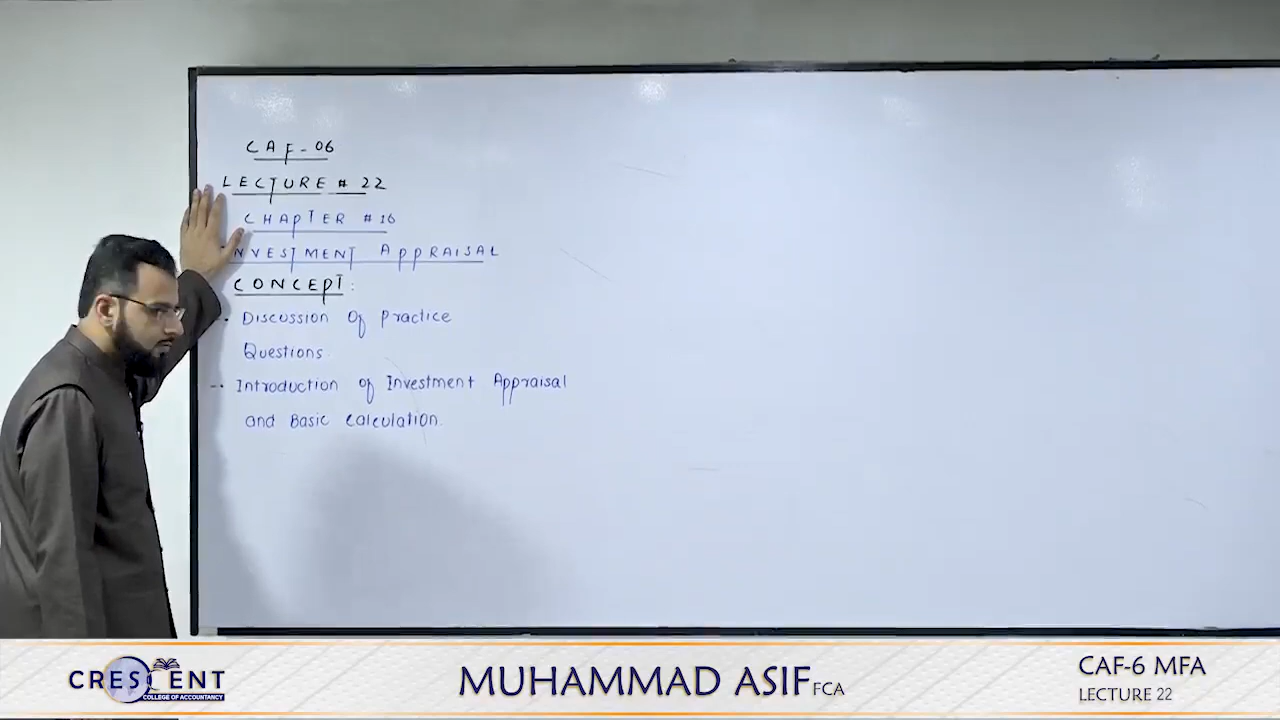 CAF-06
LECTURE # 22
CHAPTER #16
INVESTMENT APPRAISAL
CONCEPT:
Discussion of Practice
Questions.
Introduction of Investment Appraisal
and Basic Calculation.
CRESCENT
COLLEGE OF ACCOUNTANCY
MUHAMMAD ASIF FCA
CAF-6 MFA
LECTURE 22